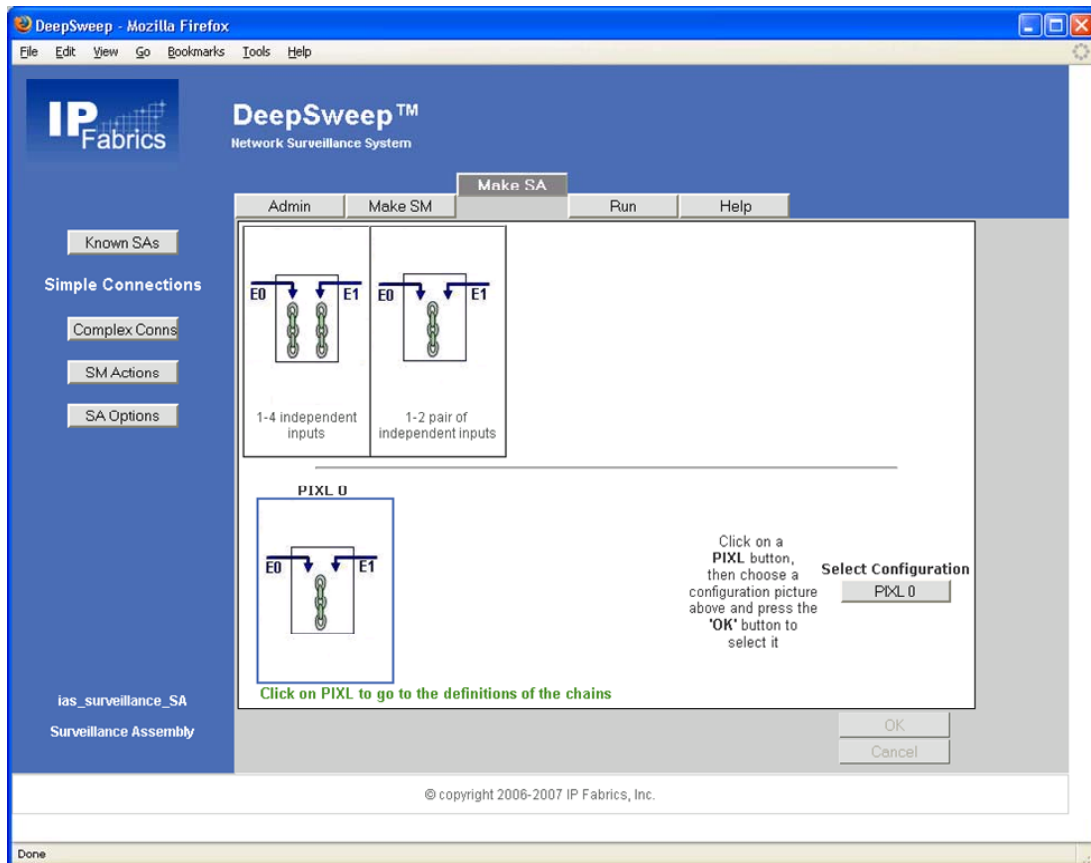 DeepSweep - Mozilla Firefox
File Edit View Go Bookmarks Tools Help
IP Fabrics
DeepSweep™
Network Surveillance System
Make SA
Admin Make SM Run Help
Known SAs
Simple Connections
Complex Conns
SM Actions
SA Options
E0 E1
1-4 independent
inputs
E0 E1
1-2 pair of
independent inputs
PIXL 0
E0 E1
Click on PIXL to go to the definitions of the chains
Click on a
PIXL button,
then choose a
configuration picture
above and press the
'OK' button to
select it
Select Configuration
PIXL 0
ias_surveillance_SA
Surveillance Assembly
OK
Cancel
© copyright 2006-2007 IP Fabrics, Inc.
Done